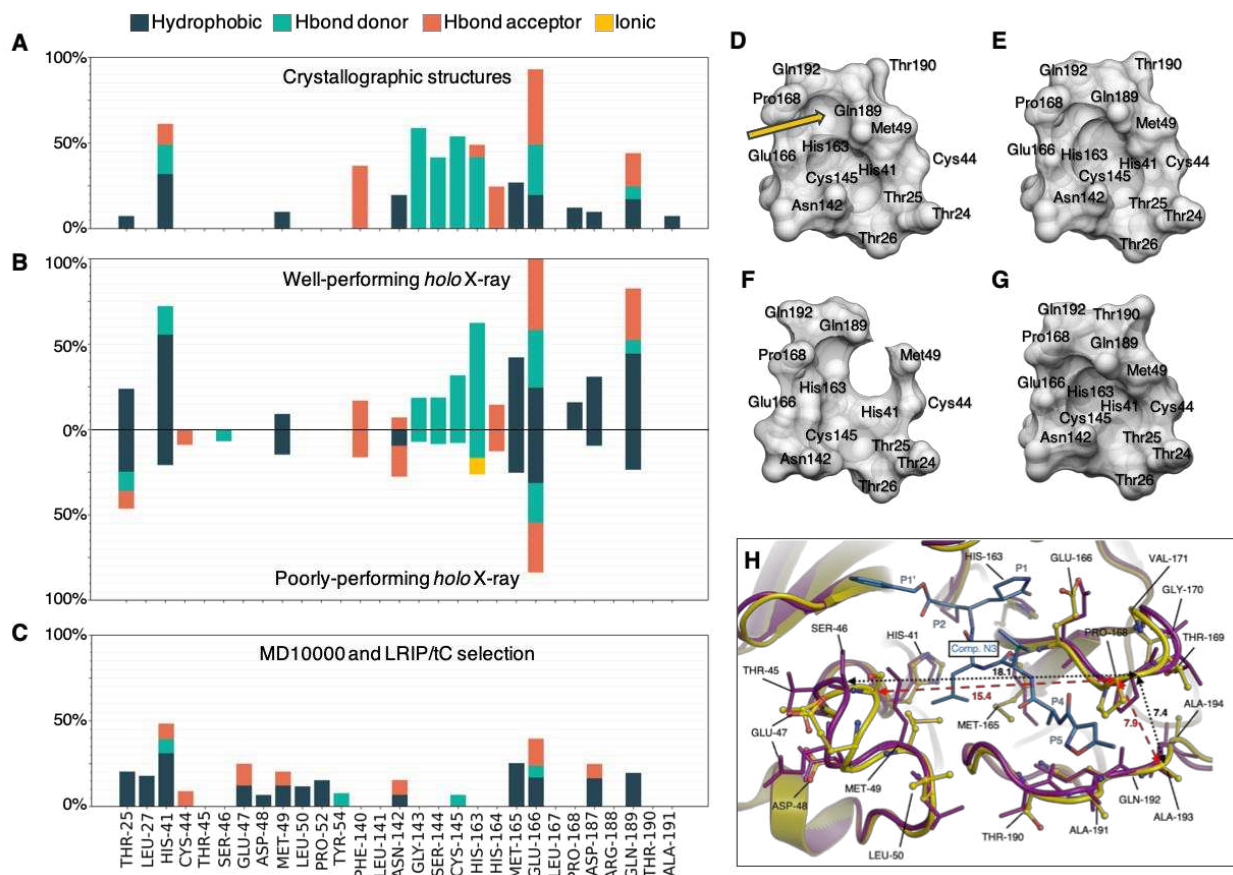 Hydrophobic Hbond donor Hbond acceptor Ionic
A
100%
50%
0%
Crystallographic structures
B
100%
50%
0%
50%
100%
Well-performing holo X-ray
Poorly-performing holo X-ray
C
100%
50%
0%
MD10000 and LRIP/tC selection
THR-25
LEU-27
HIS-41
CYS-44
THR-45
SER-46
GLU-47
ASP-48
MET-49
LEU-50
PRO-52
TYR-54
PHE-140
LEU-141
ASN-142
GLY-143
SER-144
CYS-145
HIS-163
HIS-164
MET-165
GLU-166
LEU-167
PRO-168
ASP-187
ARG-188
GLN-189
THR-190
ALA-191
D
Gln192
Thr190
Pro168
Gln189
Met49
Glu166
His163
His41
Cys44
Cys145
Asn142
Thr25
Thr24
Thr26
E
Gln192
Thr190
Pro168
Gln189
Met49
Glu166
His163
His41
Cys44
Cys145
Asn142
Thr25
Thr24
Thr26
F
Gln192
Gln189
Pro168
Met49
His163
Glu166
His41
Cys44
Cys145
Thr25
Asn142
Thr24
Thr26
G
Gln192
Thr190
Pro168
Gln189
Met49
Glu166
His163
His41
Cys44
Cys145
Asn142
Thr25
Thr24
Thr26
H
HIS-163
GLU-166
VAL-171
P1'
P1
GLY-170
SER-46
P2
HIS-41
PRO-168
THR-169
Comp. N3
18.1
THR-45
15.4
7.4
P4
ALA-194
MET-165
7.9
GLU-47
P5
MET-49
ASP-48
GLN-192
ALA-193
THR-190
ALA-191
LEU-50